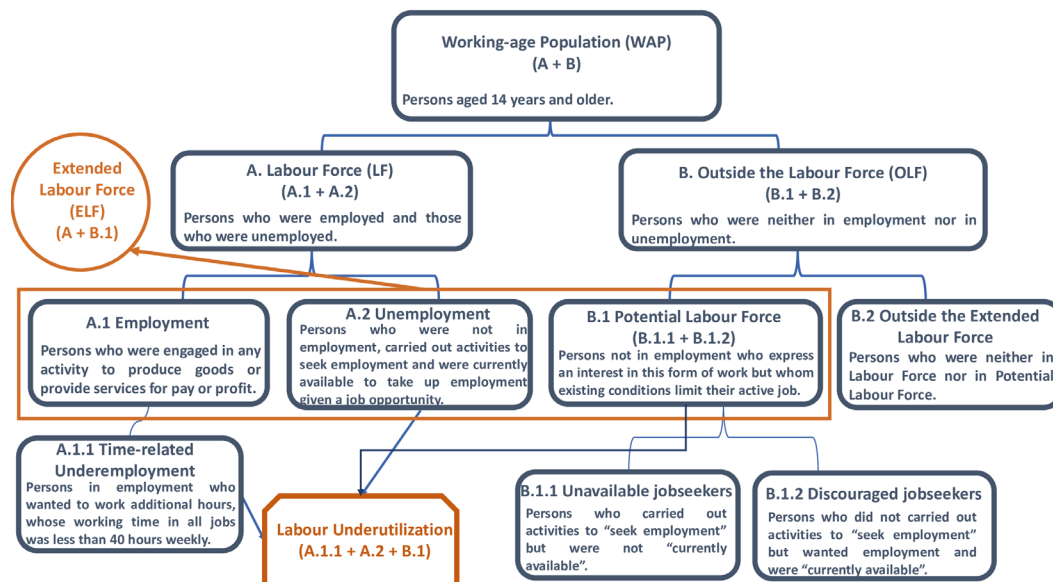 Working-age Population (WAP)
(A + B)
Persons aged 14 years and older.
Extended
Labour Force
(ELF)
(A + B.1)
A. Labour Force (LF)
(A.1 + A.2)
Persons who were employed and those
who were unemployed.
B. Outside the Labour Force (OLF)
(B.1 + B.2)
Persons who were neither in employment nor in
unemployment.
A.1 Employment
Persons who were engaged in any
activity to produce goods or
provide services for pay or profit.
A.2 Unemployment
Persons who were not in
employment, carried out activities to
seek employment and were currently
available to take up employment
given a job opportunity.
B.1 Potential Labour Force
(B.1.1 + B.1.2)
Persons not in employment who express
an interest in this form of work but whom
existing conditions limit their active job.
B.2 Outside the Extended
Labour Force
Persons who were neither in
Labour Force nor in Potential
Labour Force.
A.1.1 Time-related
Underemployment
Persons in employment who
wanted to work additional hours,
whose working time in all jobs
was less than 40 hours weekly.
Labour Underutilization
(A.1.1 + A.2 + B.1)
B.1.1 Unavailable jobseekers
Persons who carried out
activities to “seek employment”
but were not “currently
available”.
B.1.2 Discouraged jobseekers
Persons who did not carried out
activities to “seek employment”
but wanted employment and
were “currently available”.